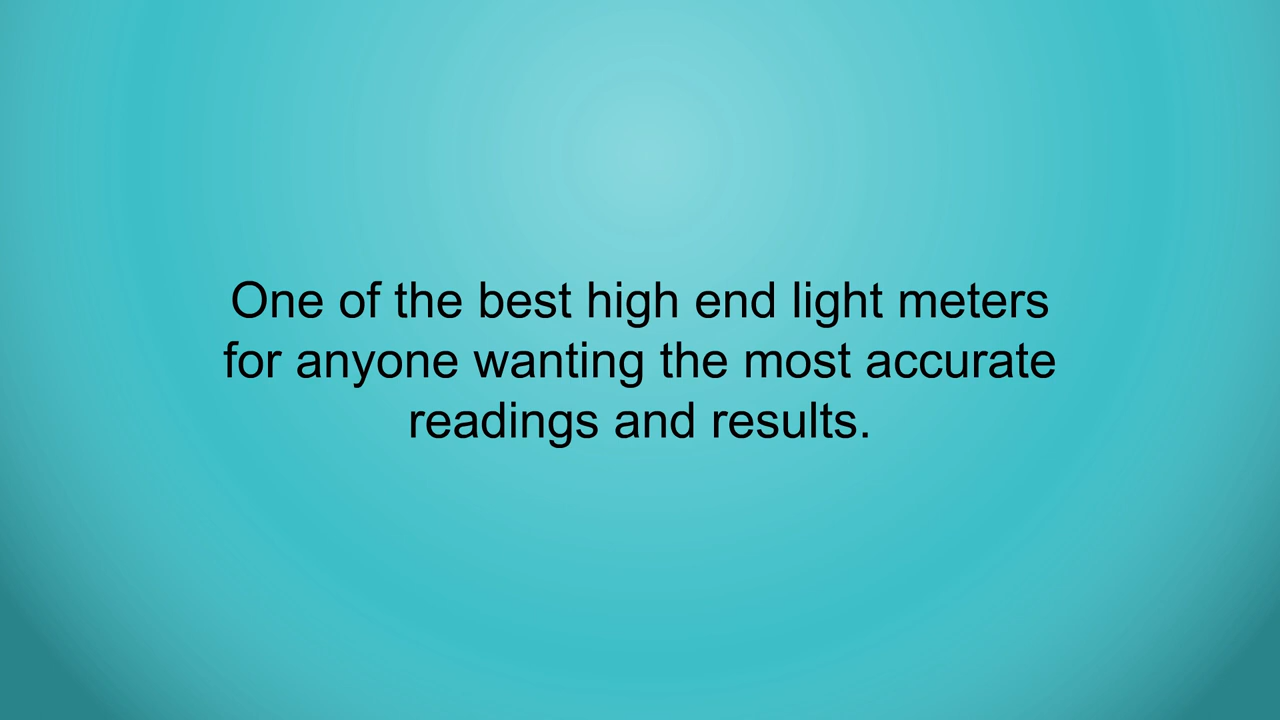 One of the best high end light meters
for anyone wanting the most accurate
readings and results.